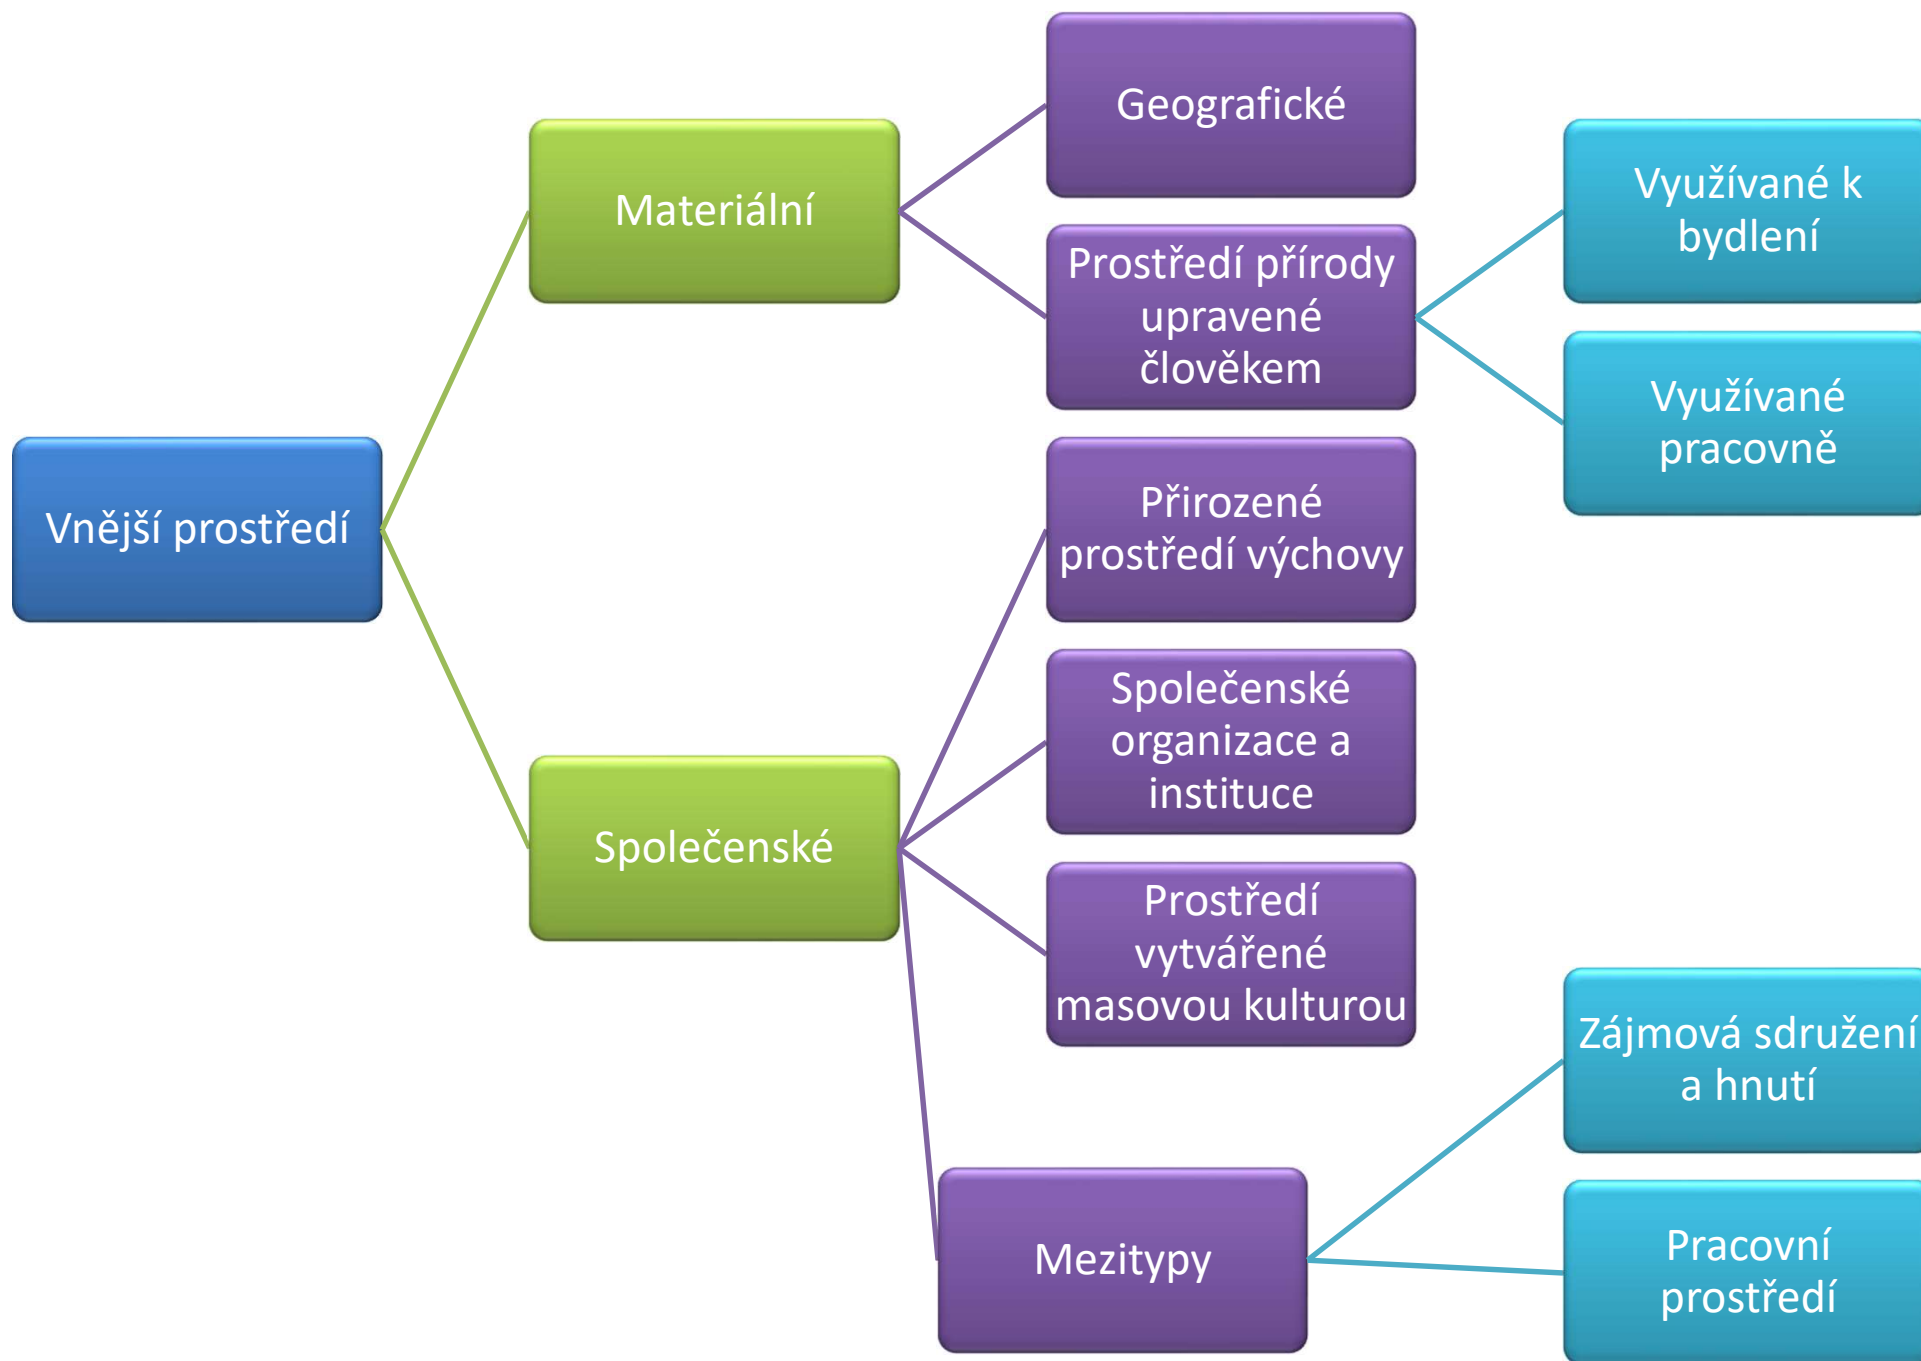 Vnější prostředí
Materiální
Geografické
Prostředí přírody
upravené
člověkem
Využívané k
bydlení
Využívané
pracovně
Společenské
Přirozené
prostředí výchovy
Společenské
organizace a
instituce
Prostředí
vytvářené
masovou kulturou
Mezitypy
Zájmová sdružení
a hnutí
Pracovní
prostředí